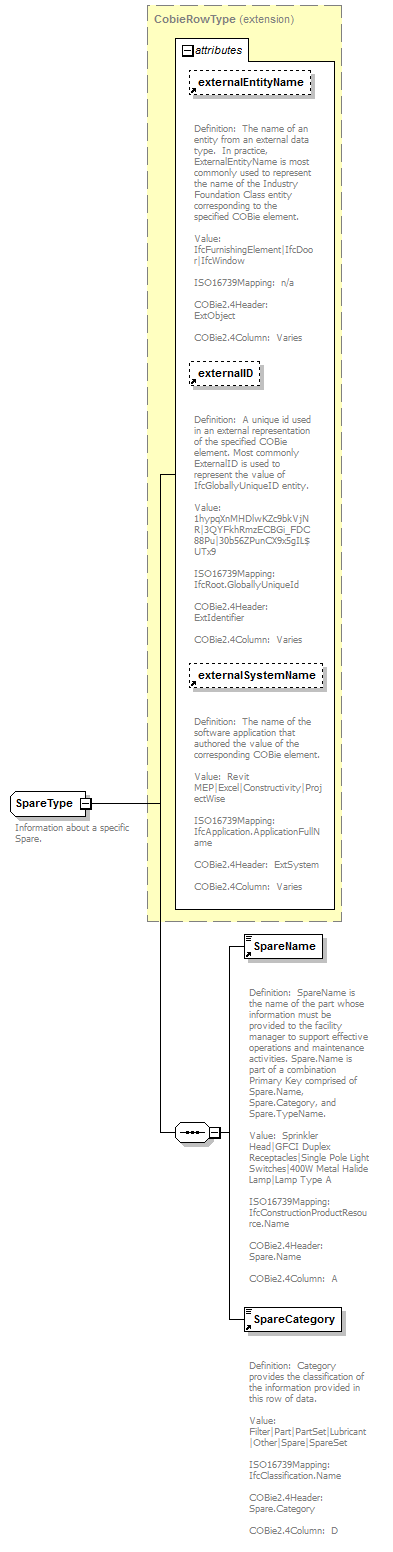 CobieRowType (extension)
attributes
externalEntityName
Definition:  The name of an
entity from an external data
type.  In practice,
ExternalEntityName is most
commonly used to represent
the name of the Industry
Foundation Class entity
corresponding to the
specified COBie element.
Value:
IfcFurnishingElement|IfcDoo
r|IfcWindow
ISO16739Mapping:  n/a
COBie2.4Header:
ExtObject
COBie2.4Column:  Varies
externalID
Definition:  A unique id used
in an external representation
of the specified COBie
element. Most commonly
ExternalID is used to
represent the value of
IfcGloballyUniqueID entity.
Value:
1hypqXnMHDlwKZc9bkVjN
R|3QYFkhRmzECBGi_FDC
88Pu|30b56ZPunCX9x5gIL$
UTx9
ISO16739Mapping:
IfcRoot.GloballyUniqueId
COBie2.4Header:
ExtIdentifier
COBie2.4Column:  Varies
externalSystemName
Definition:  The name of the
software application that
authored the value of the
corresponding COBie element.
Value:  Revit
MEP|Excel|Constructivity|Proj
ectWise
ISO16739Mapping:
IfcApplication.ApplicationFullN
ame
COBie2.4Header:  ExtSystem
COBie2.4Column:  Varies
SpareType
Information about a specific
Spare.
SpareName
Definition:  SpareName is
the name of the part whose
information must be
provided to the facility
manager to support effective
operations and maintenance
activities. Spare.Name is
part of a combination
Primary Key comprised of
Spare.Name,
Spare.Category, and
Spare.TypeName.
Value:  Sprinkler
Head|GFCI Duplex
Receptacles|Single Pole Light
Switches|400W Metal Halide
Lamp|Lamp Type A
ISO16739Mapping:
IfcConstructionProductResou
rce.Name
COBie2.4Header:
Spare.Name
COBie2.4Column:  A
SpareCategory
Definition:  Category
provides the classification of
the information provided in
this row of data.
Value:
Filter|Part|PartSet|Lubricant
|Other|Spare|SpareSet
ISO16739Mapping:
IfcClassification.Name
COBie2.4Header:
Spare.Category
COBie2.4Column:  D